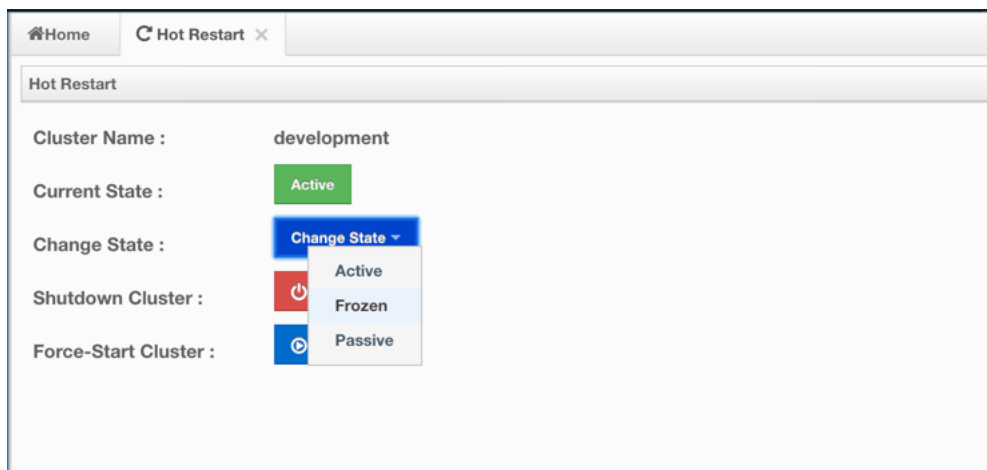 Home
Hot Restart
Hot Restart
Cluster Name : development
Current State : Active
Change State : Change State
Active
Shutdown Cluster :
Frozen
Passive
Force-Start Cluster :